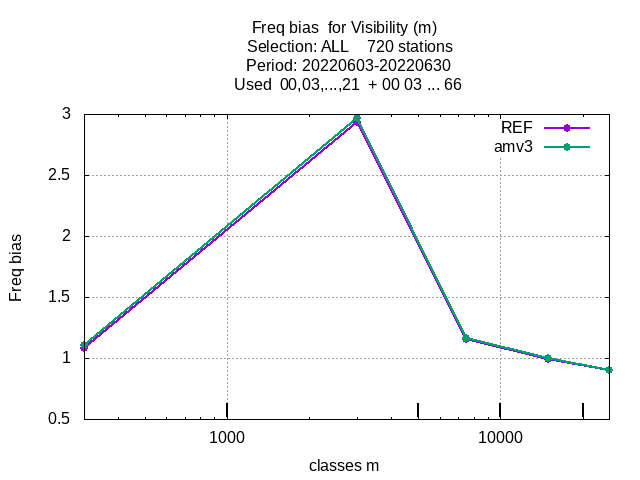 Freq bias  for Visibility (m)
Selection: ALL    720 stations
Period: 20220603-20220630
Used  00,03,...,21  + 00 03 ... 66
REF
amv3
3
2.5
2
1.5
1
0.5
Freq bias
1000
10000
classes m